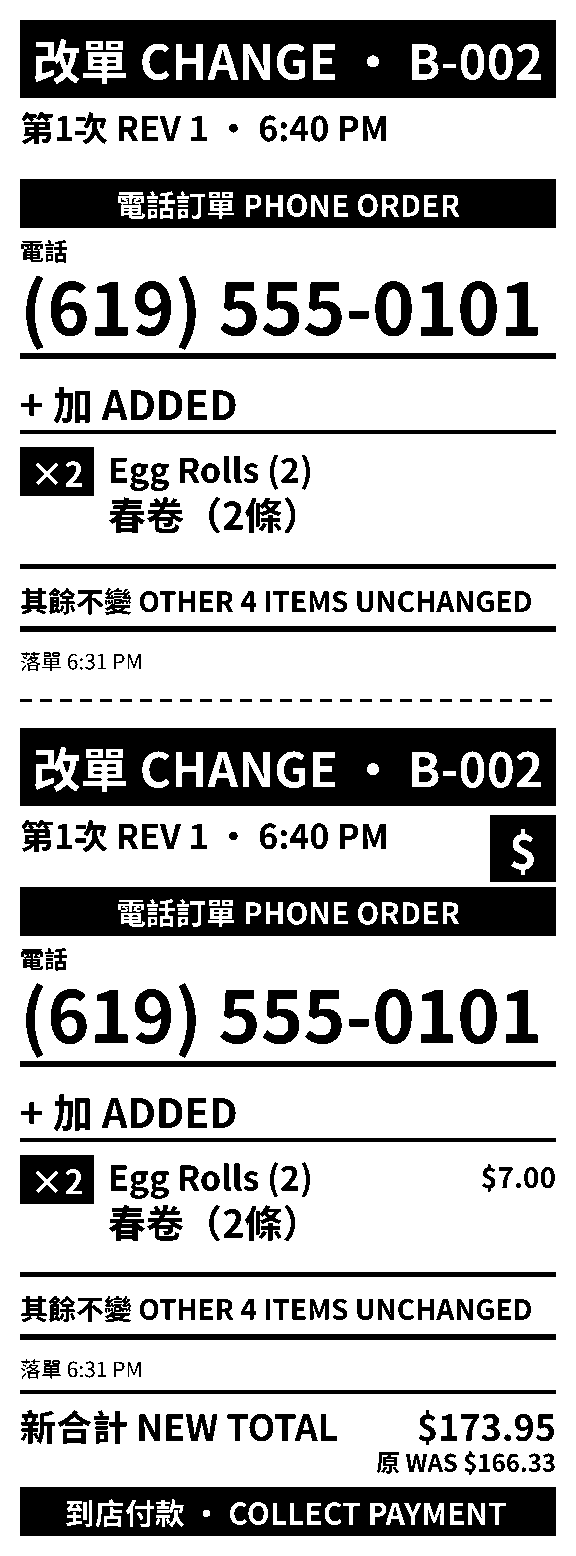 改單 CHANGE • B-002
第1次 REV 1 • 6:40 PM
電話訂單 PHONE ORDER
電話
(619) 555-0101
+ 加 ADDED
×2 Egg Rolls (2)
春卷（2條）
其餘不變 OTHER 4 ITEMS UNCHANGED
落單 6:31 PM
改單 CHANGE • B-002
第1次 REV 1 • 6:40 PM $
電話訂單 PHONE ORDER
電話
(619) 555-0101
+ 加 ADDED
×2 Egg Rolls (2) $7.00
春卷（2條）
其餘不變 OTHER 4 ITEMS UNCHANGED
落單 6:31 PM
新合計 NEW TOTAL $173.95
原 WAS $166.33
到店付款 • COLLECT PAYMENT